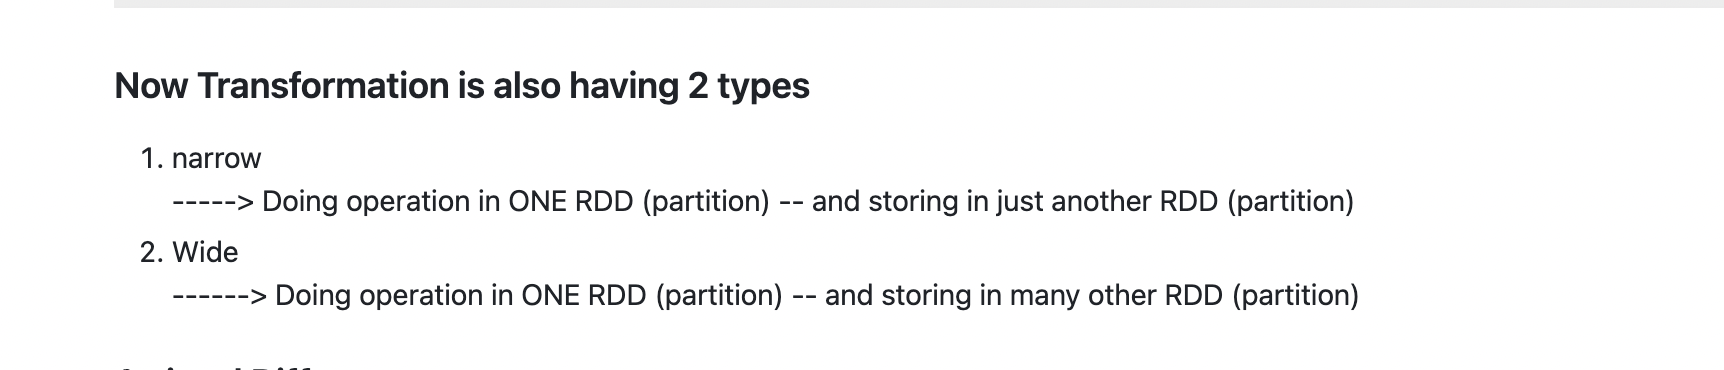 Now Transformation is also having 2 types
1. narrow
-----> Doing operation in ONE RDD (partition) -- and storing in just another RDD (partition)
2. Wide
------> Doing operation in ONE RDD (partition) -- and storing in many other RDD (partition)